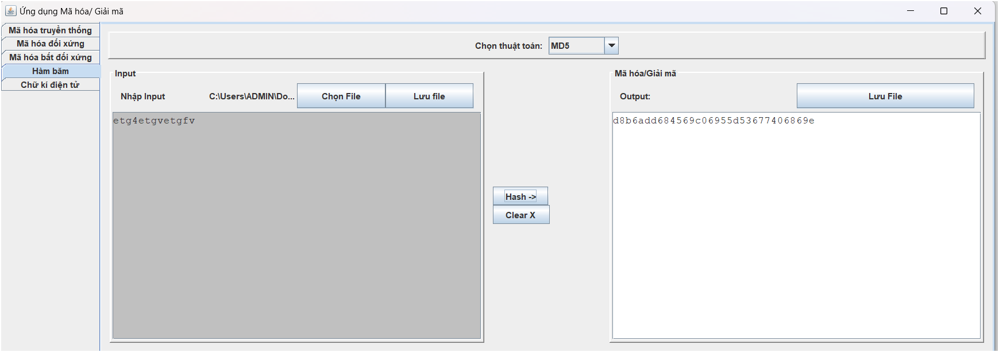 Ứng dụng Mã hóa/ Giải mã
Mã hóa truyền thống
Mã hóa đối xứng
Mã hóa bất đối xứng
Hàm băm
Chữ kí điện tử
Chọn thuật toán: MD5
Input
Nhập Input C:\Users\ADMIN\Do... Chọn File Lưu file
etg4etgvetgfv
Hash ->
Clear X
Mã hóa/Giải mã
Output: Lưu File
d8b6add684569c06955d53677406869e